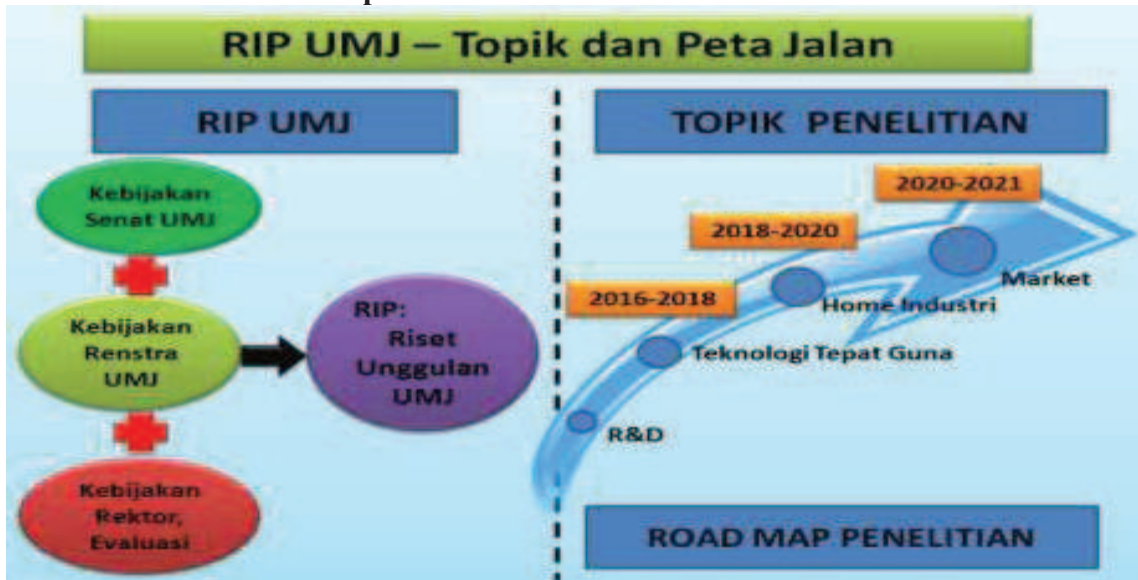 RIP UMJ – Topik dan Peta Jalan
RIP UMJ
Kebijakan
Senat UMJ
Kebijakan
Renstra
UMJ
Kebijakan
Rektor,
Evaluasi
RIP:
Riset
Unggulan
UMJ
TOPIK PENELITIAN
2020-2021
2018-2020
2016-2018
Market
Home Industri
Teknologi Tepat Guna
R&D
ROAD MAP PENELITIAN